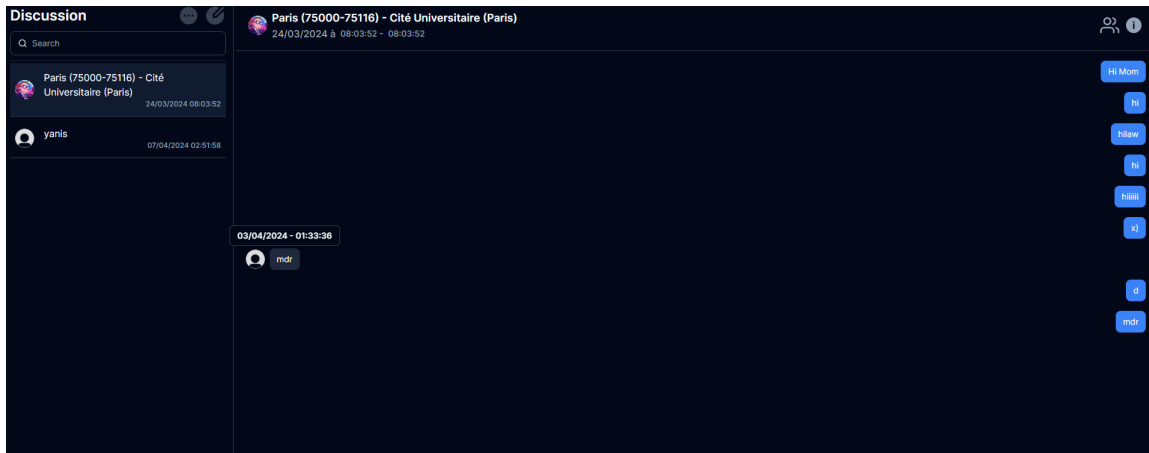 Discussion
Search
Paris (75000-75116) - Cité
Universitaire (Paris)
24/03/2024 08:03:52
yanis
07/04/2024 02:51:58
Paris (75000-75116) - Cité Universitaire (Paris)
24/03/2024 à 08:03:52 - 08:03:52
Hi Mom
hi
hilaw
hi
hiiiiii
x)
03/04/2024 - 01:33:36
mdr
d
mdr